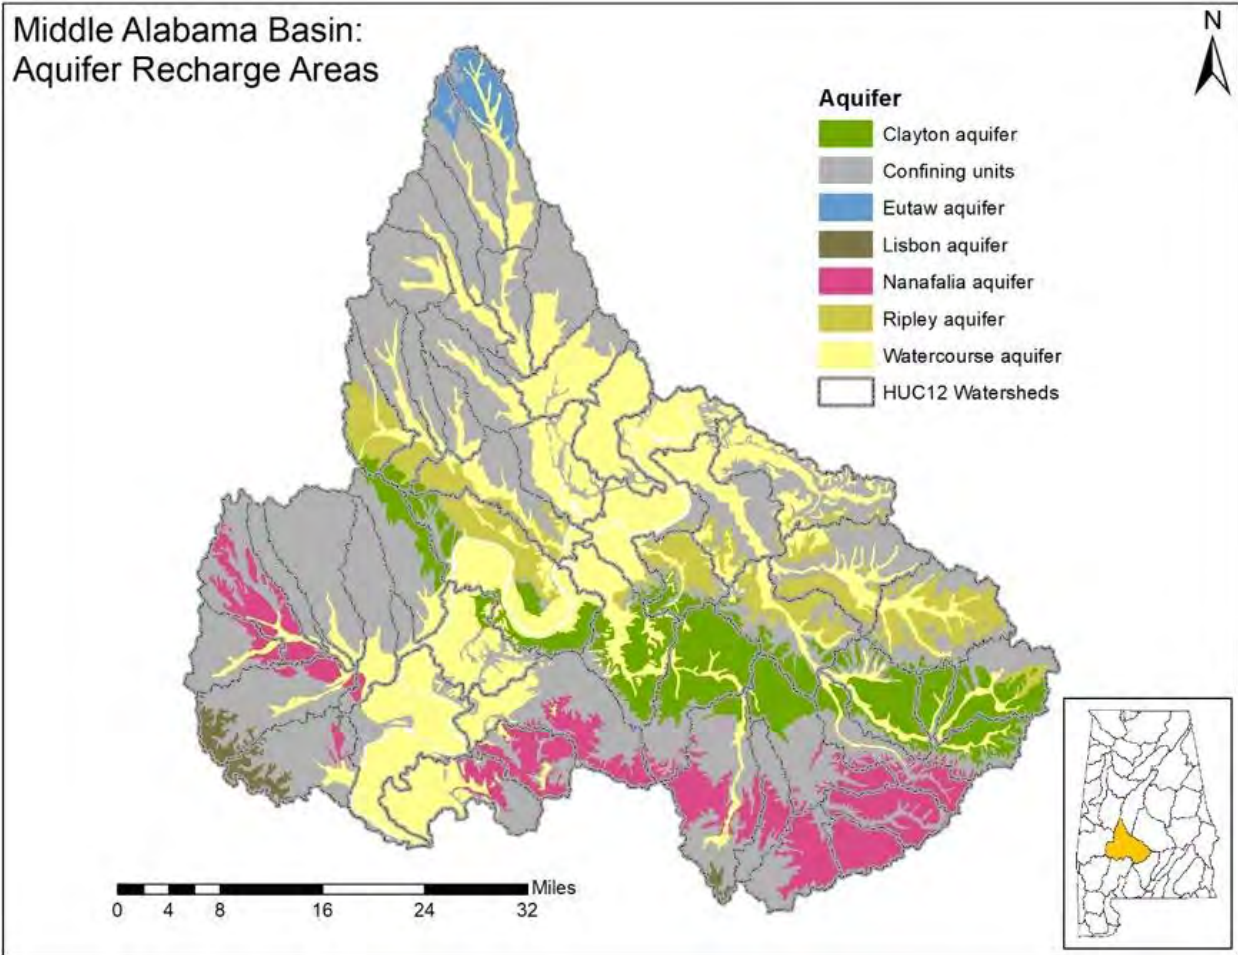 Middle Alabama Basin:
Aquifer Recharge Areas
N
Aquifer
Clayton aquifer
Confining units
Eutaw aquifer
Lisbon aquifer
Nanafalia aquifer
Ripley aquifer
Watercourse aquifer
HUC12 Watersheds
Miles
0 4 8 16 24 32